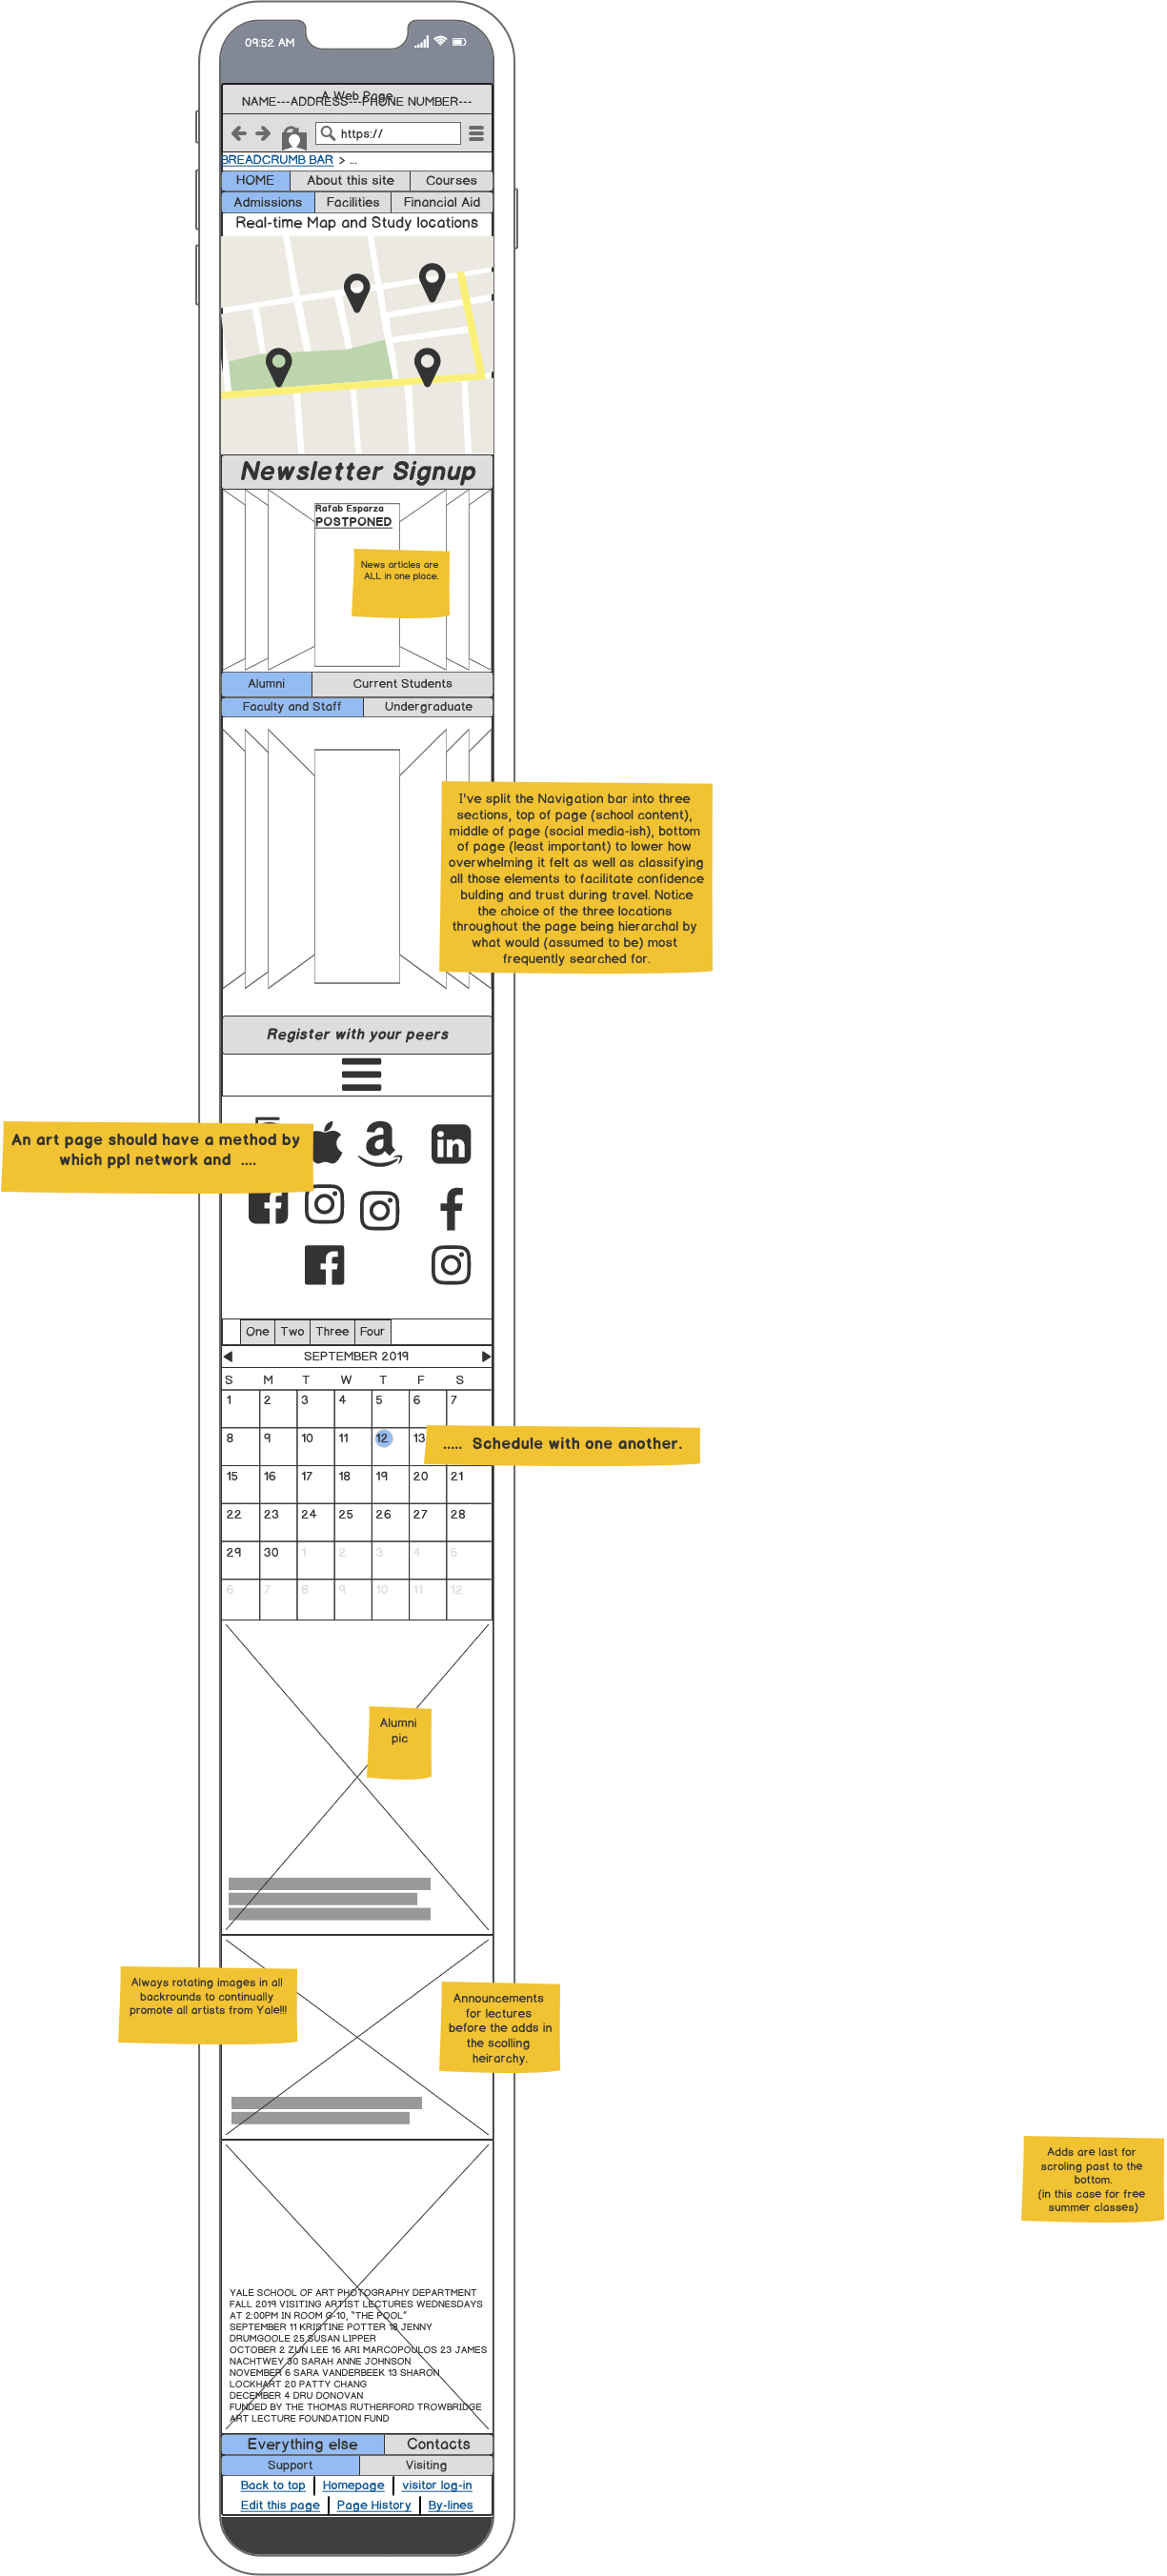 09:52 AM
A Web Page
NAME---ADDRESS---PHONE NUMBER---
https://
BREADCRUMB BAR > ...
HOME About this site Courses
Admissions Facilities Financial Aid
Real-time Map and Study locations
Newsletter Signup
Rafab Esparza
POSTPONED
News articles are
ALL in one place.
Alumni Current Students
Faculty and Staff Undergraduate
I've split the Navigation bar into three
sections, top of page (school content),
middle of page (social media-ish), bottom
of page (least important) to lower how
overwhelming it felt as well as classifying
all those elements to facilitate confidence
bulding and trust during travel. Notice
the choice of the three locations
throughout the page being hierarchal by
what would (assumed to be) most
frequently searched for.
Register with your peers
An art page should have a method by
which ppl network and ....
One Two Three Four
SEPTEMBER 2019
S M T W T F S
1 2 3 4 5 6 7
8 9 10 11 12 13
..... Schedule with one another.
15 16 17 18 19 20 21
22 23 24 25 26 27 28
29 30 1 2 3 4 5
6 7 8 9 10 11 12
Alumni
pic
Always rotating images in all
backrounds to continually
promote all artists from Yale!!!
Announcements
for lectures
before the adds in
the scolling
heirarchy.
Adds are last for
scroling past to the
bottom.
(in this case for free
summer classes)
YALE SCHOOL OF ART PHOTOGRAPHY DEPARTMENT
FALL 2019 VISITING ARTIST LECTURES WEDNESDAYS
AT 2:00PM IN ROOM G-10, "THE POOL"
SEPTEMBER 11 KRISTINE POTTER 18 JENNY
DRUMGOOLE 25 SUSAN LIPPER
OCTOBER 2 ZUN LEE 16 ARI MARCOPOULOS 23 JAMES
NACHTWEY 30 SARAH ANNE JOHNSON
NOVEMBER 6 SARA VANDERBEEK 13 SHARON
LOCKHART 20 PATTY CHANG
DECEMBER 4 DRU DONOVAN
FUNDED BY THE THOMAS RUTHERFORD TROWBRIDGE
ART LECTURE FOUNDATION FUND
Everything else Contacts
Support Visiting
Back to top Homepage visitor log-in
Edit this page Page History By-lines